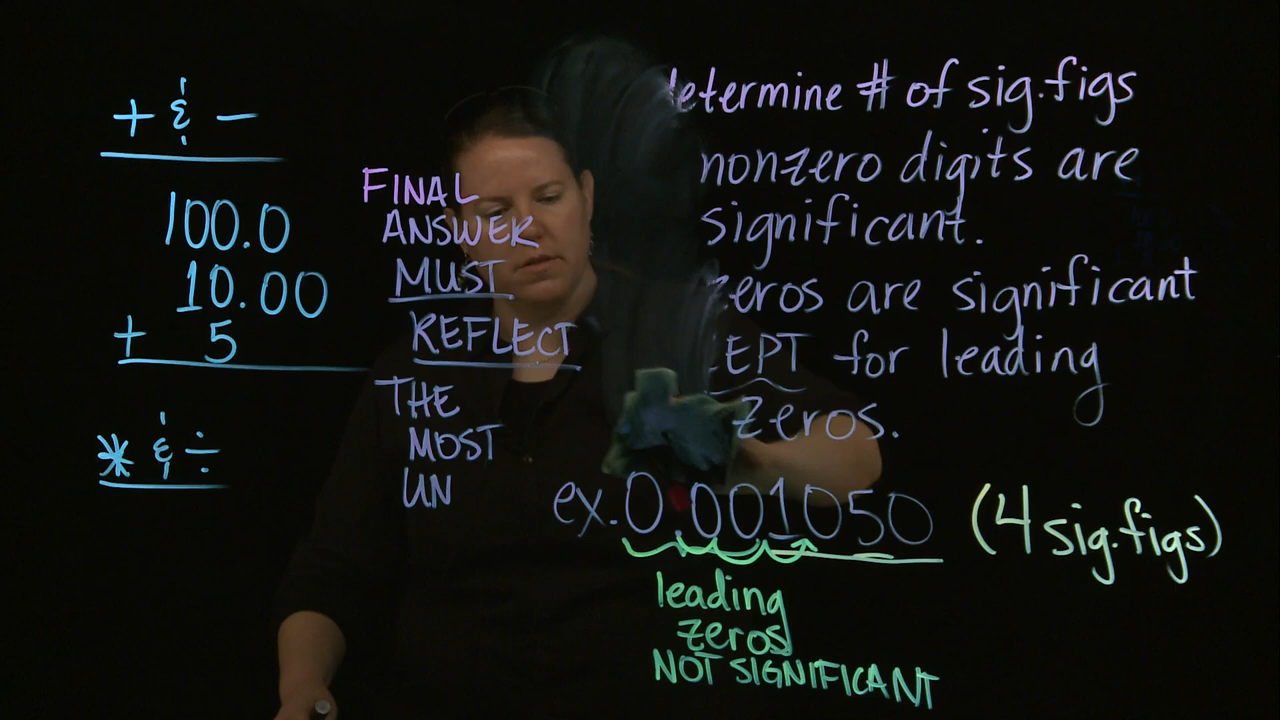 + & −
100.0
10.00
+ 5
* & ÷
FINAL
ANSWER
MUST
REFLECT
THE
MOST
UN
etermine # of sig.figs
nonzero digits are
significant.
zeros are significant
EPT for leading
zeros.
ex. 0.001050 (4 sig.figs)
leading
zeros
NOT SIGNIFICANT